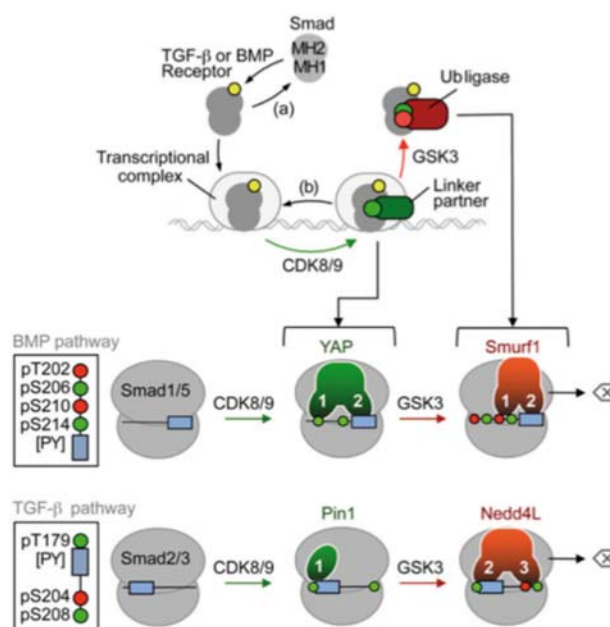 Smad
MH2
MH1
TGF-β or BMP
Receptor
(a)
Ub ligase
GSK3
Transcriptional
complex
(b)
Linker
partner
CDK8/9
BMP pathway
pT202
pS206
pS210
pS214
[PY]
Smad1/5
CDK8/9
YAP
1 2
GSK3
Smurf1
1 2
TGF-β pathway
pT179
[PY]
pS204
pS208
Smad2/3
CDK8/9
Pin1
1
GSK3
Nedd4L
2 3